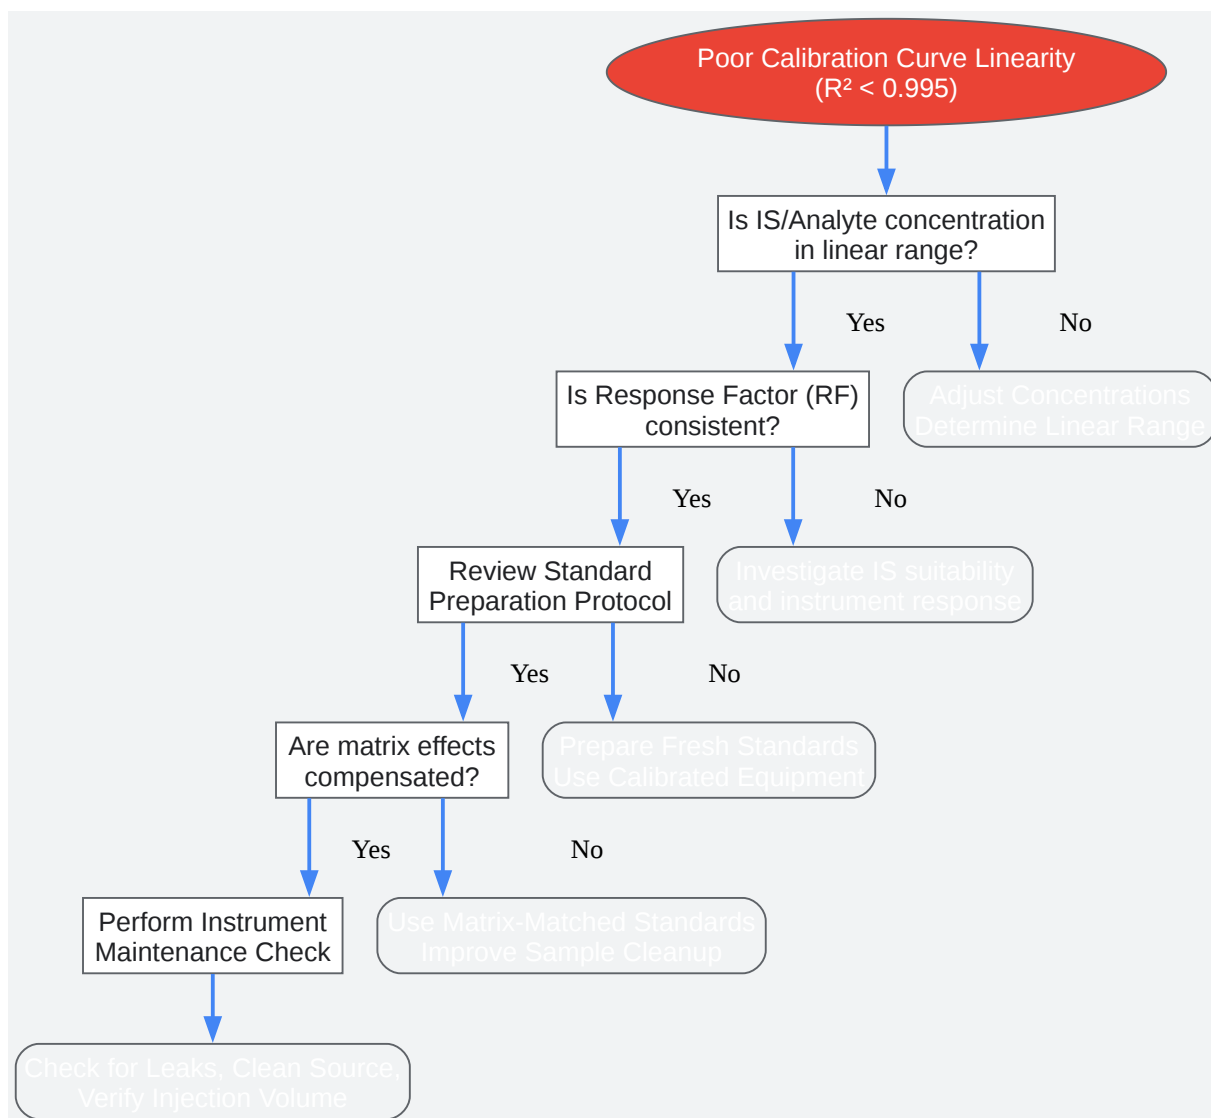 Poor Calibration Curve Linearity
(R² < 0.995)
Is IS/Analyte concentration
in linear range?
Yes
No
Is Response Factor (RF)
consistent?
Adjust Concentrations
Determine Linear Range
Yes
No
Review Standard
Preparation Protocol
Investigate IS suitability
and instrument response
Yes
No
Are matrix effects
compensated?
Prepare Fresh Standards
Use Calibrated Equipment
Yes
No
Perform Instrument
Maintenance Check
Use Matrix-Matched Standards
Improve Sample Cleanup
Check for Leaks, Clean Source,
Verify Injection Volume